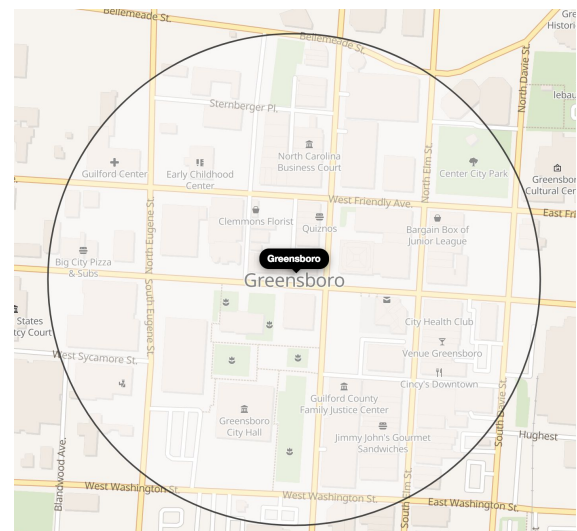 Bellemeade St.
Gre
Histori
Bellemeade St.
North Davie St.
lebau
Sternberger Pl.
North Carolina
Business Court
Guilford Center
Early Childhood
Center
Center City Park
Greensbor
Cultural Cen
North Elm St.
West Friendly Ave.
East Fri
Clemmons Florist
Quiznos
Bargain Box of
Junior League
North Eugene St.
Big City Pizza
& Subs
Greensboro
Greensboro
South Eugene St.
States
tcy Court
City Health Club
West Sycamore St.
Venue Greensboro
Cincy's Downtown
Guilford County
Family Justice Center
Greensboro
City Hall
Jimmy John's Gourmet
Sandwiches
South Davie St.
Hughest
Blandwood Ave.
West Washington St.
West Washington St.
South Elm St.
East Washington St.